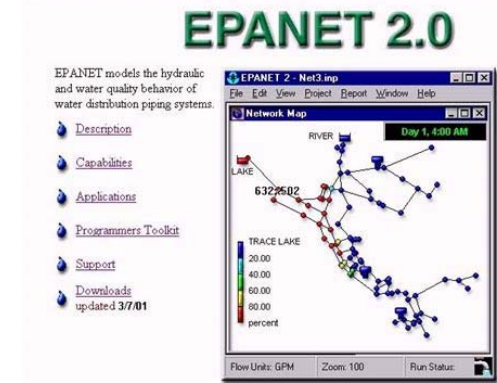 EPANET 2.0
EPANET models the hydraulic
and water quality behavior of
water distribution piping systems.
Description
Capabilities
Applications
Programmers Toolkit
Support
Downloads
updated 3/7/01
EPANET 2 - Net3.inp
File Edit View Project Report Window Help
Network Map
Day 1, 4:00 AM
RIVER
LAKE
TRACE LAKE
20.00
40.00
60.00
80.00
percent
Flow Units: GPM Zoom: 100 Run Status: